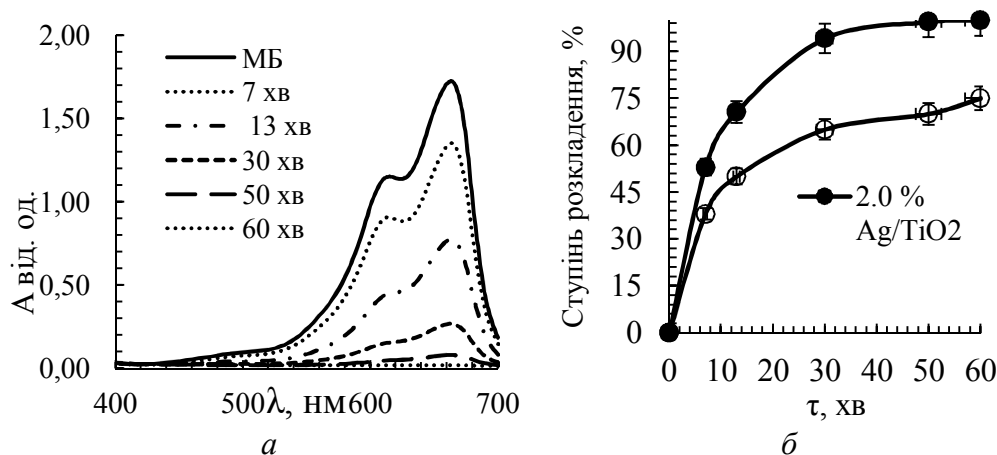 2,00
1,50
1,00
0,50
0,00
А від. од.
МБ
7 хв
13 хв
30 хв
50 хв
60 хв
400
500
λ, нм
600
700
а
90
75
60
45
30
15
0
Ступінь розкладення, %
2.0 %
Ag/TiO2
0 10 20 30 40 50 60
τ, хв
б